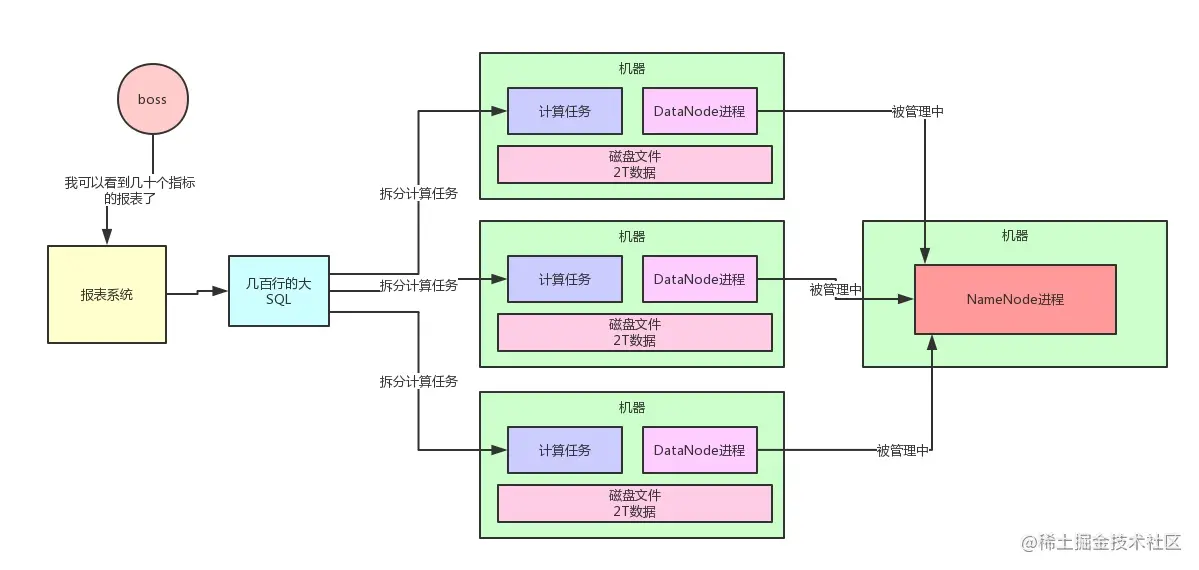 boss
我可以看到几十个指标
的报表了
报表系统
几百行的大
SQL
拆分计算任务
拆分计算任务
拆分计算任务
机器
计算任务
DataNode进程
磁盘文件
2T数据
机器
计算任务
DataNode进程
磁盘文件
2T数据
机器
计算任务
DataNode进程
磁盘文件
2T数据
被管理中
被管理中
被管理中
机器
NameNode进程
@稀土掘金技术社区